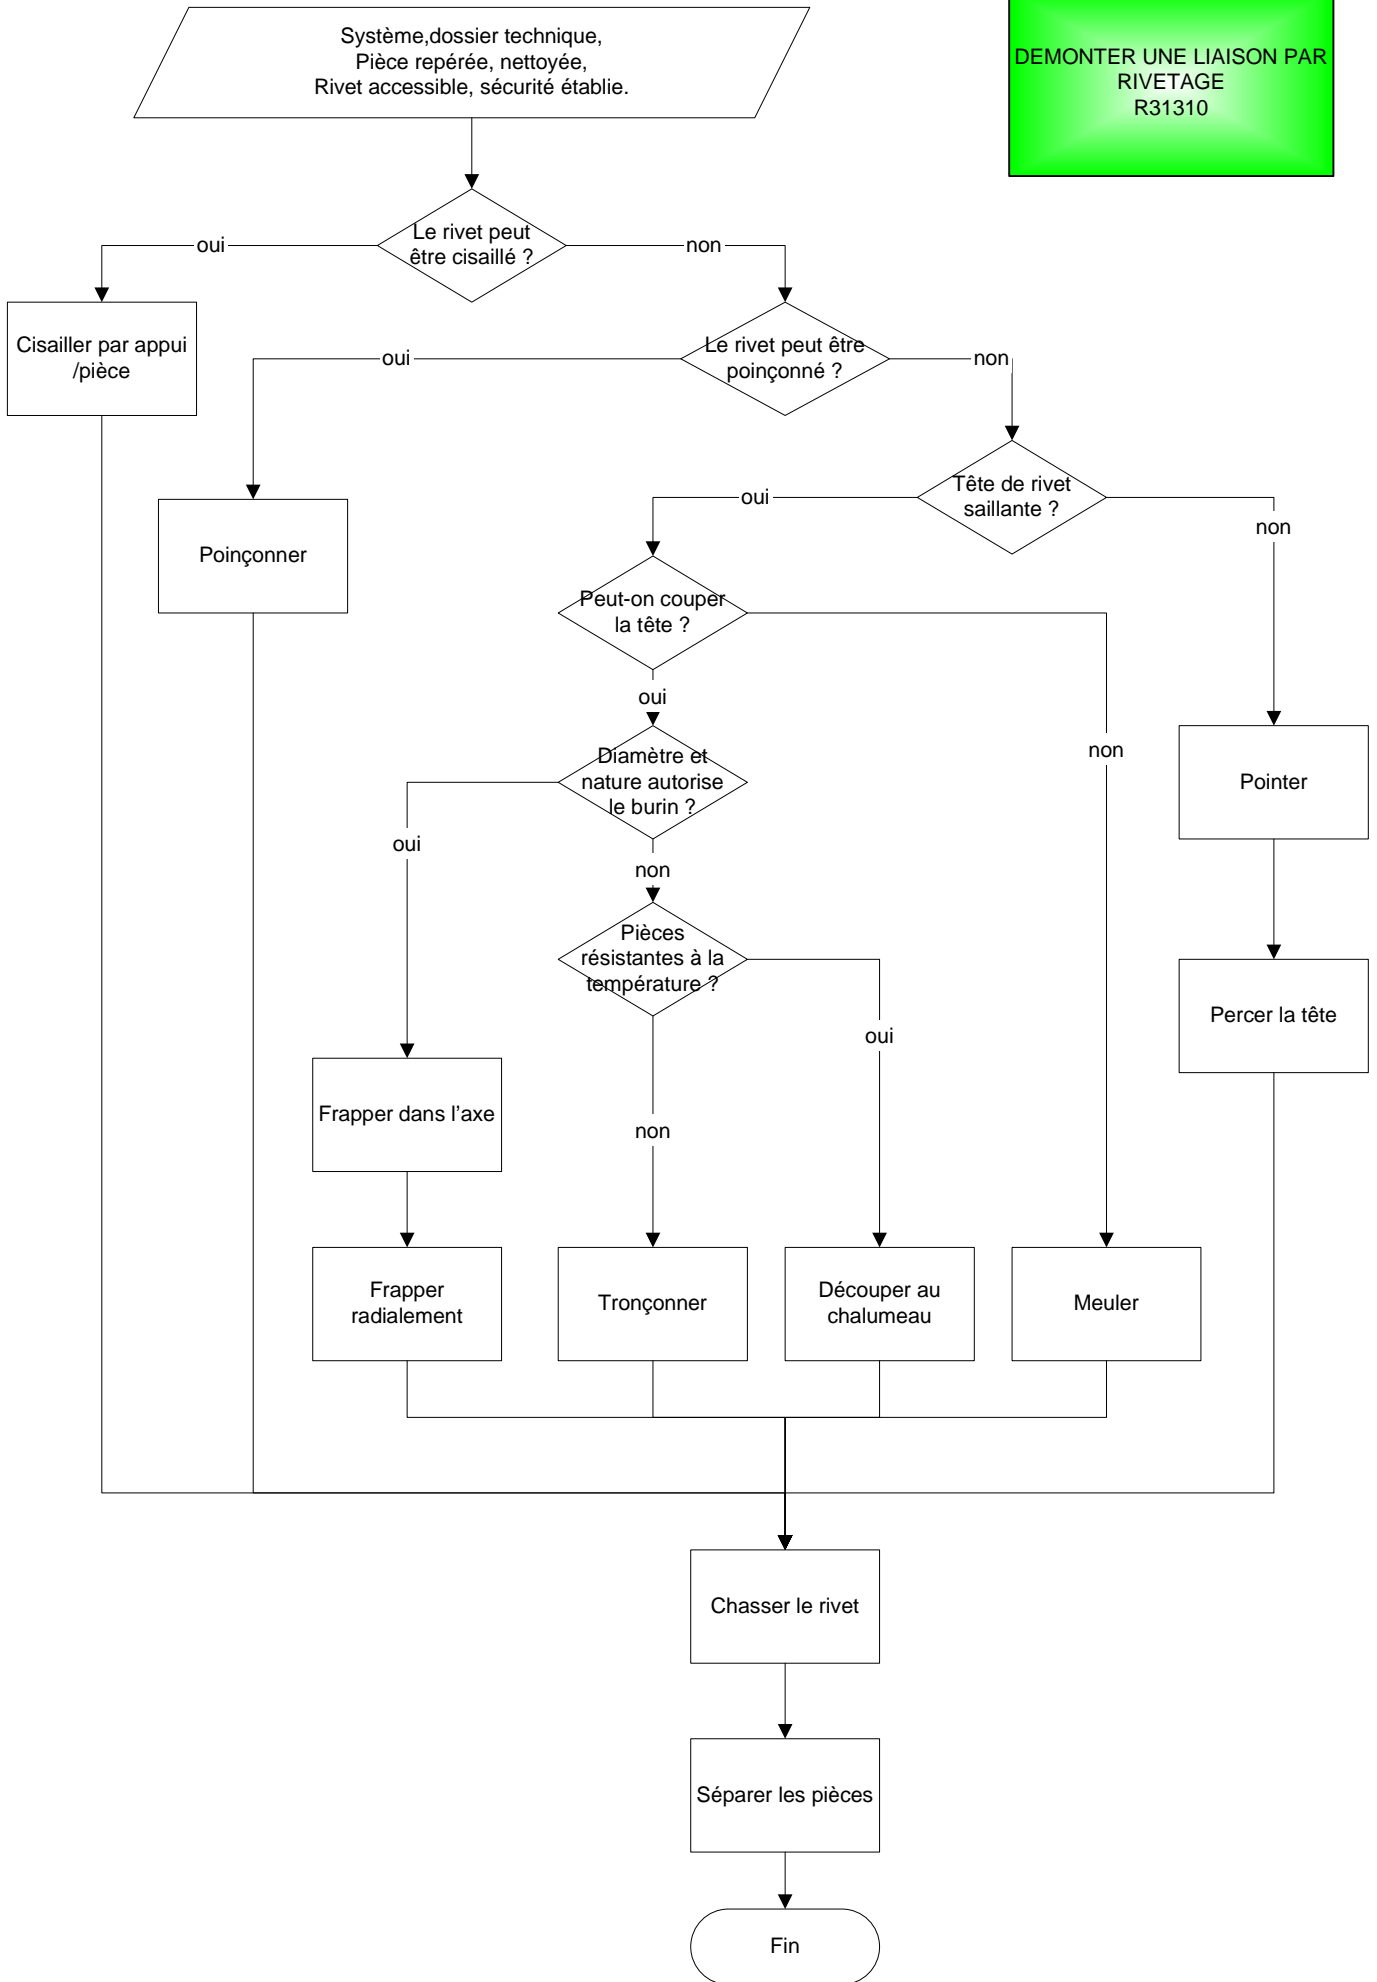 Système,dossier technique,
Pièce repérée, nettoyée,
Rivet accessible, sécurité établie.
DEMONTER UNE LIAISON PAR
RIVETAGE
R31310
Le rivet peut
être cisaillé ?
oui
non
Cisailler par appui
/pièce
Le rivet peut être
poinçonné ?
oui
non
Tête de rivet
saillante ?
oui
non
Poinçonner
Peut-on couper
la tête ?
oui
non
Diamètre et
nature autorise
le burin ?
Pointer
oui
non
Pièces
résistantes à la
température ?
Percer la tête
oui
non
Frapper dans l'axe
Frapper
radialement
Tronçonner
Découper au
chalumeau
Meuler
Chasser le rivet
Séparer les pièces
Fin